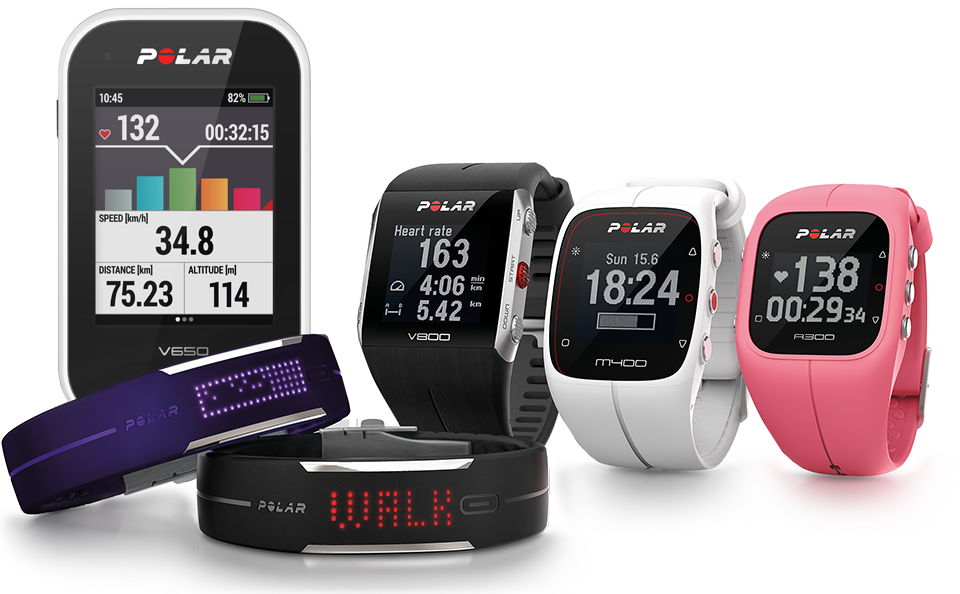 POLAR
10:45 82%
132 00:32:15
SPEED [km/h]
34.8
DISTANCE [km] ALTITUDE [m]
75.23 114
V650
POLAR
POLAR
WALK
POLAR
Heart rate
163
4:06 min km
5.42 km
V800
UP
START
DOWN
POLAR
Sun 15.6
18:24
M400
POLAR
138
00:29 34
A300